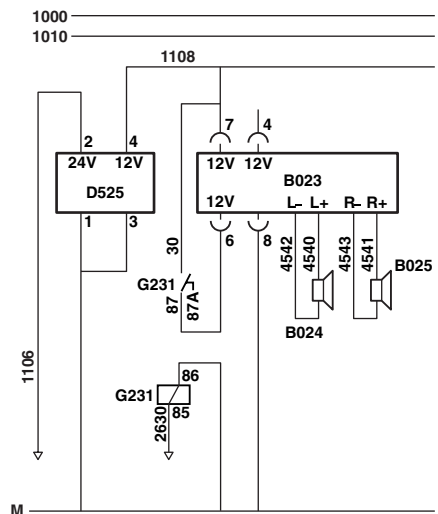 1000
1010
1108
2 4
24V 12V
D525
1 3
7 4
12V 12V
B023
12V L– L+ R– R+
6 8
30
G231
87
87A
4542
4540
4543
4541
B025
B024
1106
86
G231
85
2630
M